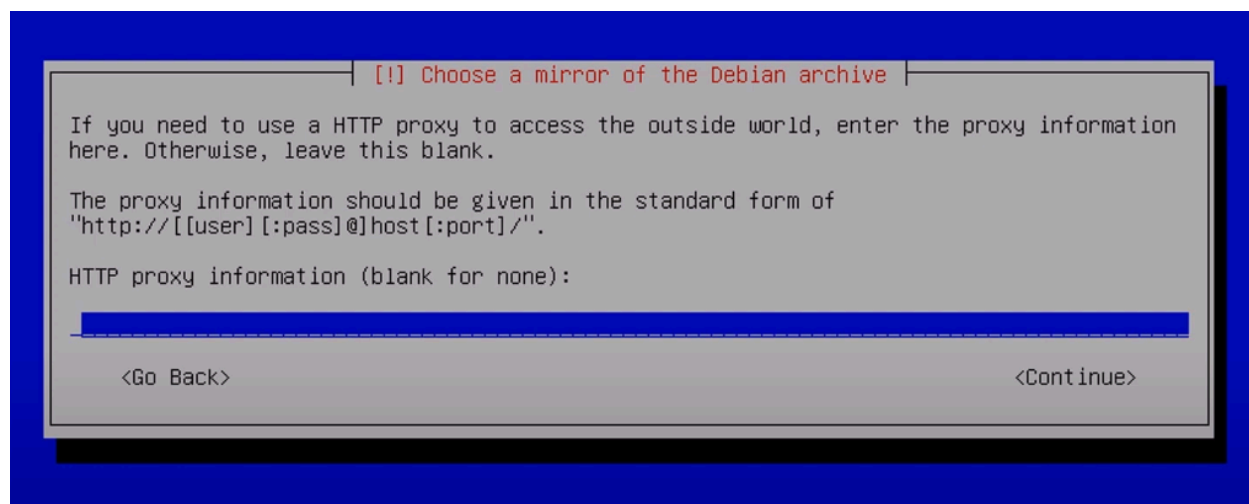 [!] Choose a mirror of the Debian archive
If you need to use a HTTP proxy to access the outside world, enter the proxy information
here. Otherwise, leave this blank.
The proxy information should be given in the standard form of
"http://[[user][:pass]@]host[:port]/".
HTTP proxy information (blank for none):
<Go Back> <Continue>